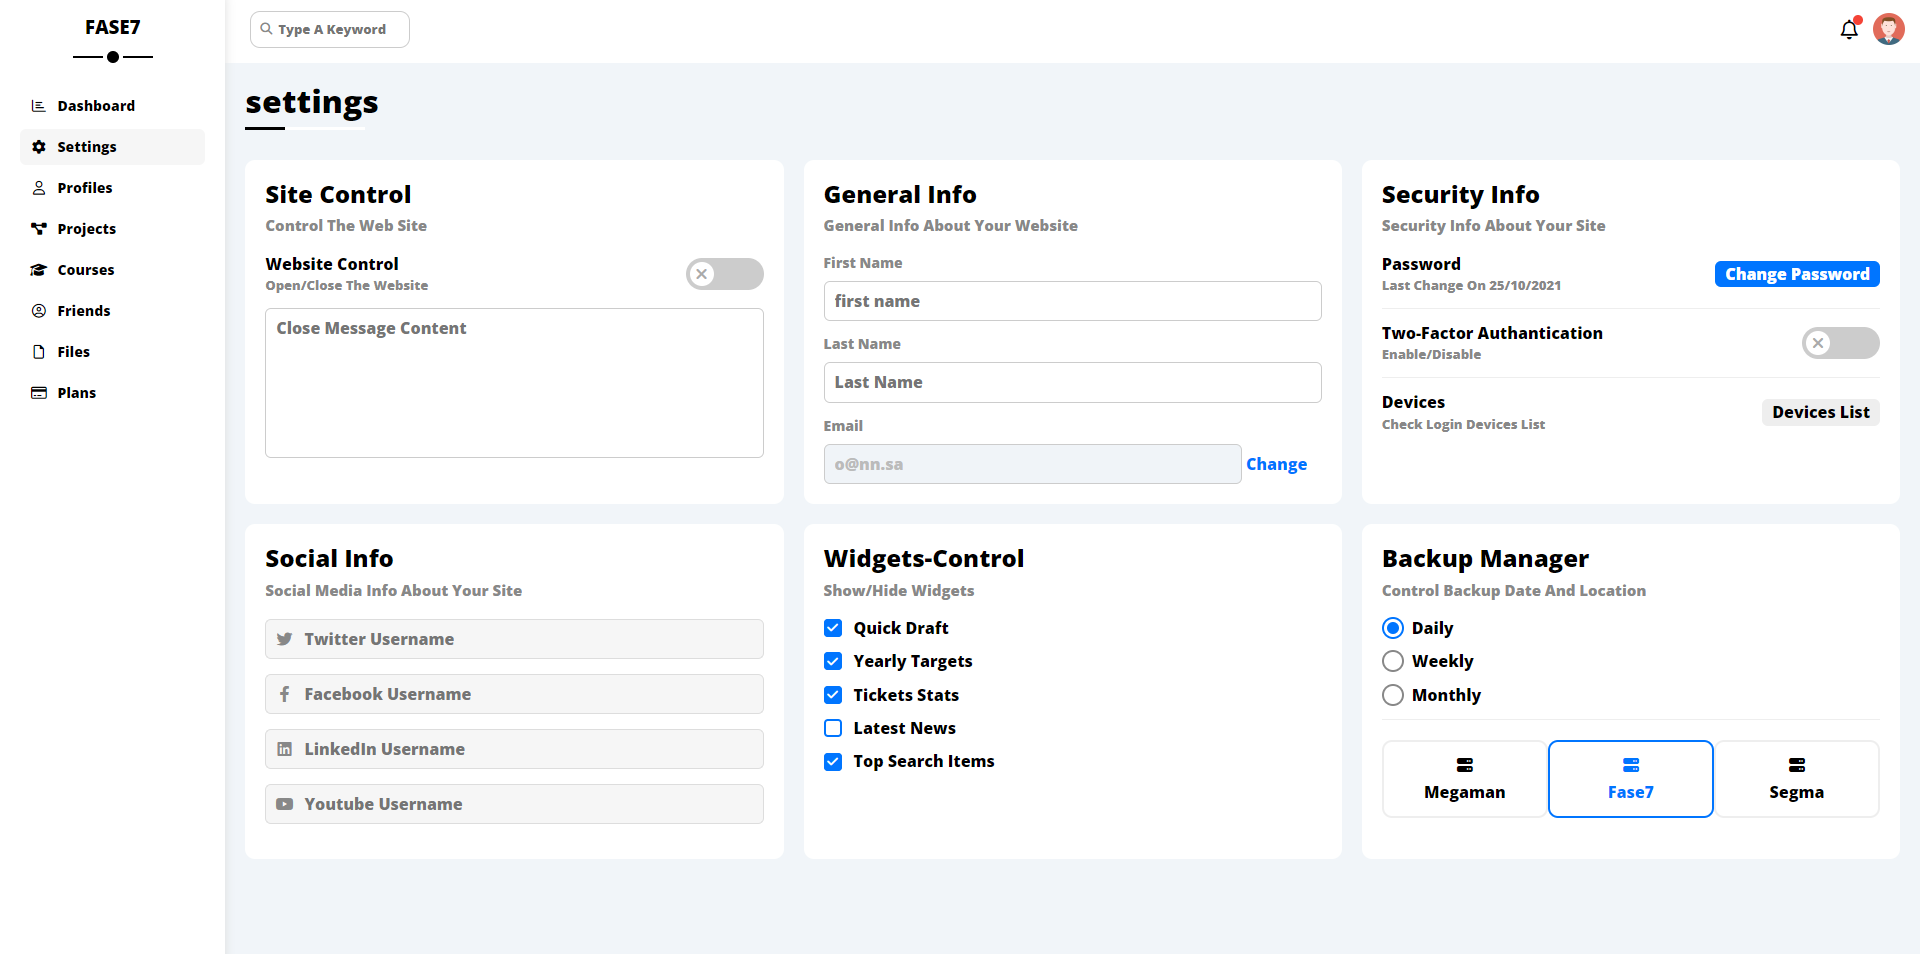 FASE7
Dashboard
Settings
Profiles
Projects
Courses
Friends
Files
Plans
Type A Keyword
settings
Site Control
Control The Web Site
Website Control
Open/Close The Website
Close Message Content
General Info
General Info About Your Website
First Name
first name
Last Name
Last Name
Email
o@nn.sa Change
Security Info
Security Info About Your Site
Password
Last Change On 25/10/2021
Change Password
Two-Factor Authantication
Enable/Disable
Devices
Check Login Devices List
Devices List
Social Info
Social Media Info About Your Site
Twitter Username
Facebook Username
LinkedIn Username
Youtube Username
Widgets-Control
Show/Hide Widgets
Quick Draft
Yearly Targets
Tickets Stats
Latest News
Top Search Items
Backup Manager
Control Backup Date And Location
Daily
Weekly
Monthly
Megaman Fase7 Segma